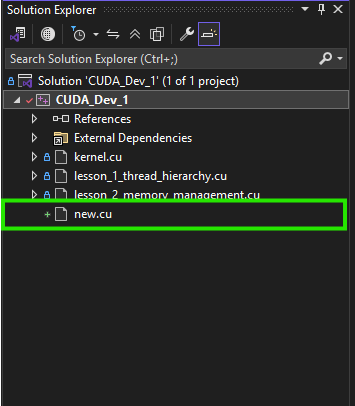 Solution Explorer
Search Solution Explorer (Ctrl+;)
Solution 'CUDA_Dev_1' (1 of 1 project)
CUDA_Dev_1
References
External Dependencies
kernel.cu
lesson_1_thread_hierarchy.cu
lesson_2_memory_management.cu
new.cu